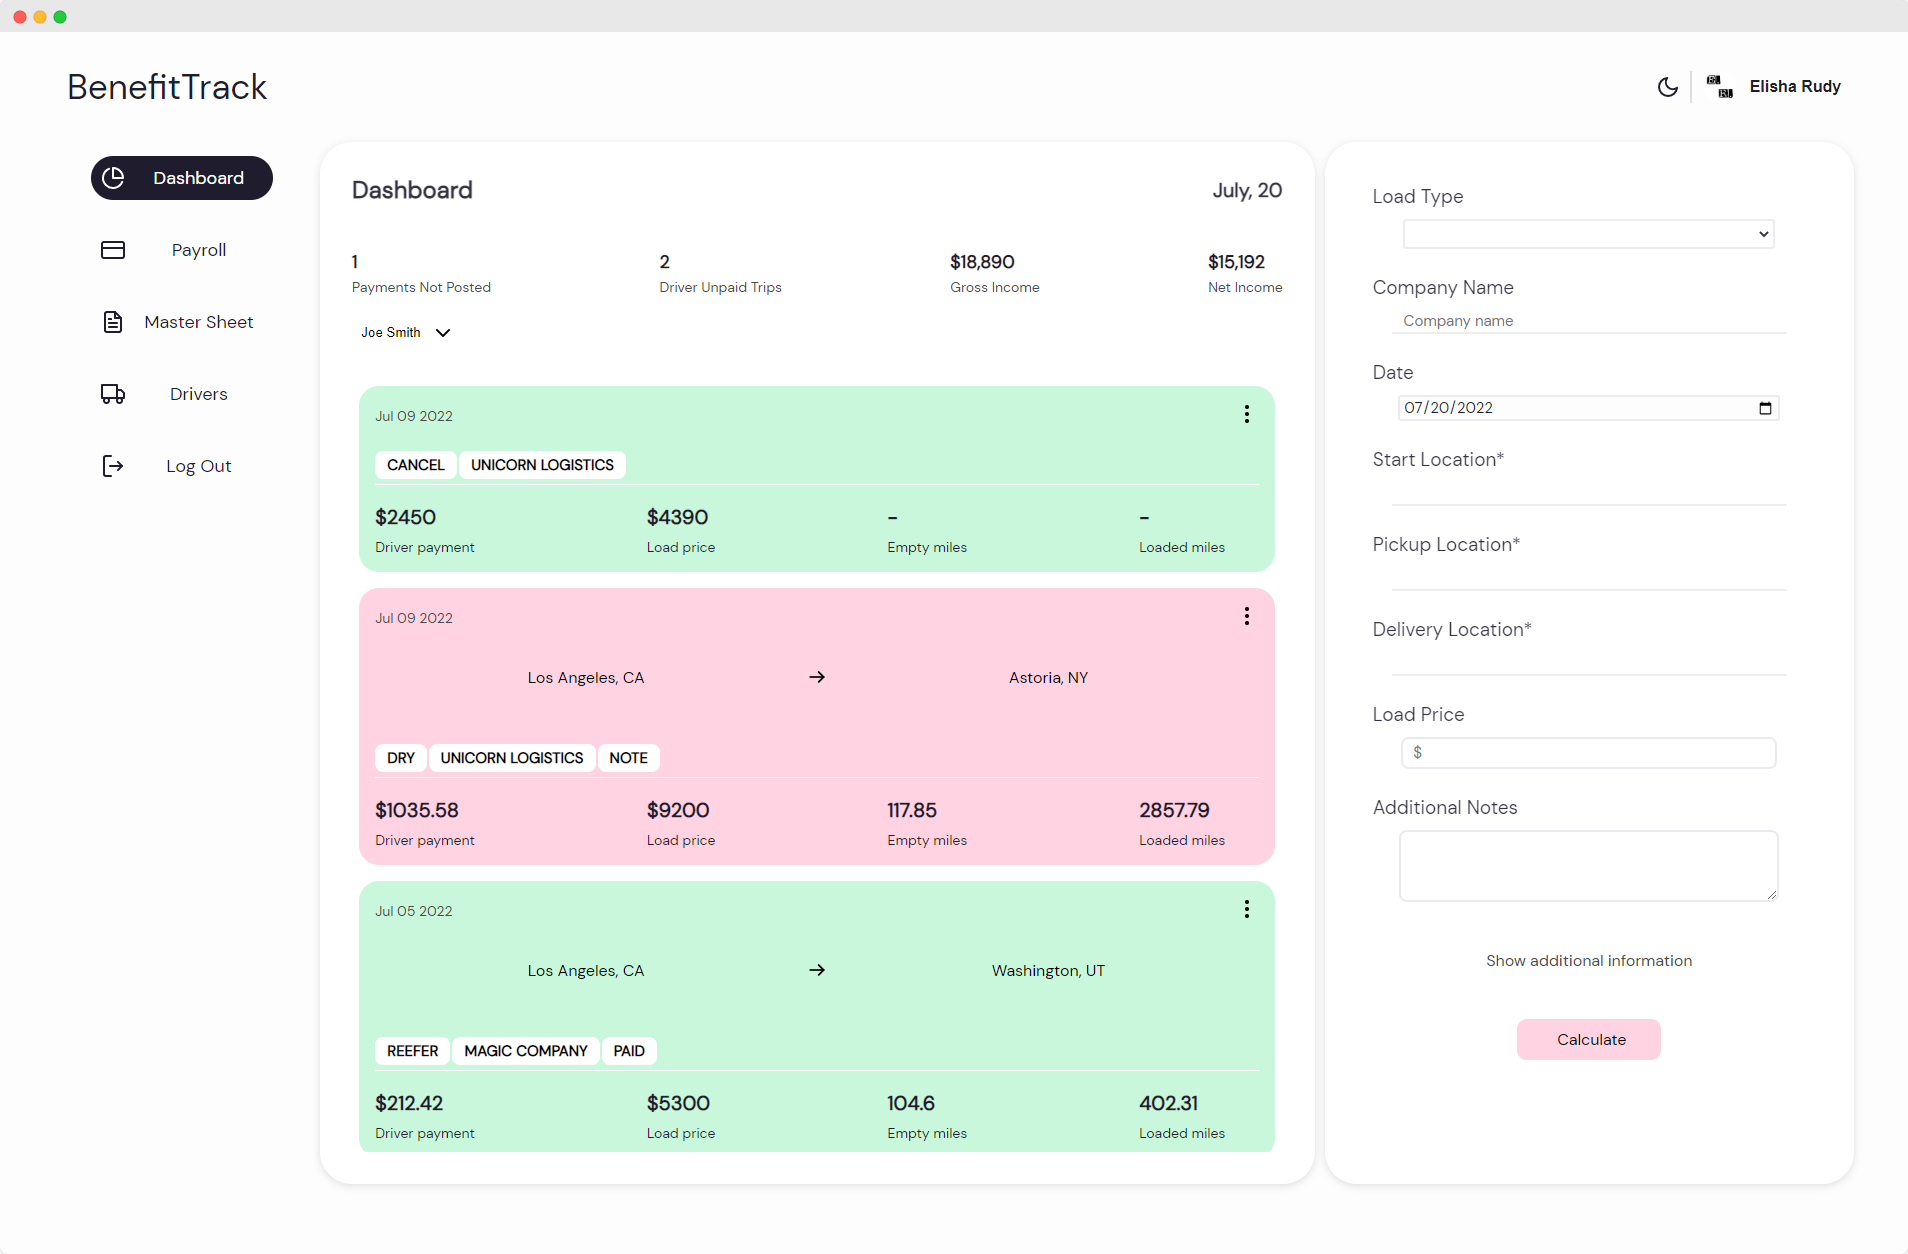 BenefitTrack
Elisha Rudy
Dashboard
Payroll
Master Sheet
Drivers
Log Out
Dashboard
July, 20
1
Payments Not Posted
2
Driver Unpaid Trips
$18,890
Gross Income
$15,192
Net Income
Joe Smith
Jul 09 2022
CANCEL UNICORN LOGISTICS
$2450
Driver payment
$4390
Load price
-
Empty miles
-
Loaded miles
Jul 09 2022
Los Angeles, CA → Astoria, NY
DRY UNICORN LOGISTICS NOTE
$1035.58
Driver payment
$9200
Load price
117.85
Empty miles
2857.79
Loaded miles
Jul 05 2022
Los Angeles, CA → Washington, UT
REEFER MAGIC COMPANY PAID
$212.42
Driver payment
$5300
Load price
104.6
Empty miles
402.31
Loaded miles
Load Type
Company Name
Company name
Date
07/20/2022
Start Location*
Pickup Location*
Delivery Location*
Load Price
$
Additional Notes
Show additional information
Calculate